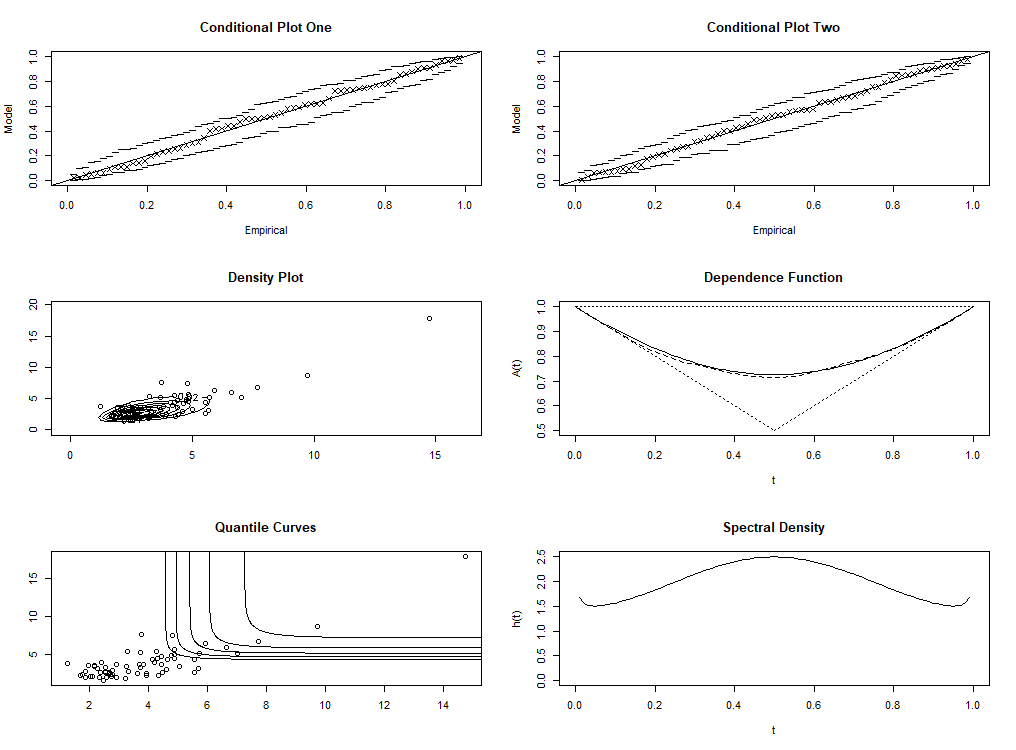 Conditional Plot One
Model
0.0 0.2 0.4 0.6 0.8 1.0
0.0 0.2 0.4 0.6 0.8 1.0
Empirical
Conditional Plot Two
Model
0.0 0.2 0.4 0.6 0.8 1.0
0.0 0.2 0.4 0.6 0.8 1.0
Empirical
Density Plot
0 5 10 15 20
0 5 10 15
Dependence Function
A(t)
0.5 0.6 0.7 0.8 0.9 1.0
0.0 0.2 0.4 0.6 0.8 1.0
t
Quantile Curves
5 10 15
2 4 6 8 10 12 14
Spectral Density
h(t)
0.0 0.5 1.0 1.5 2.0 2.5
0.0 0.2 0.4 0.6 0.8 1.0
t